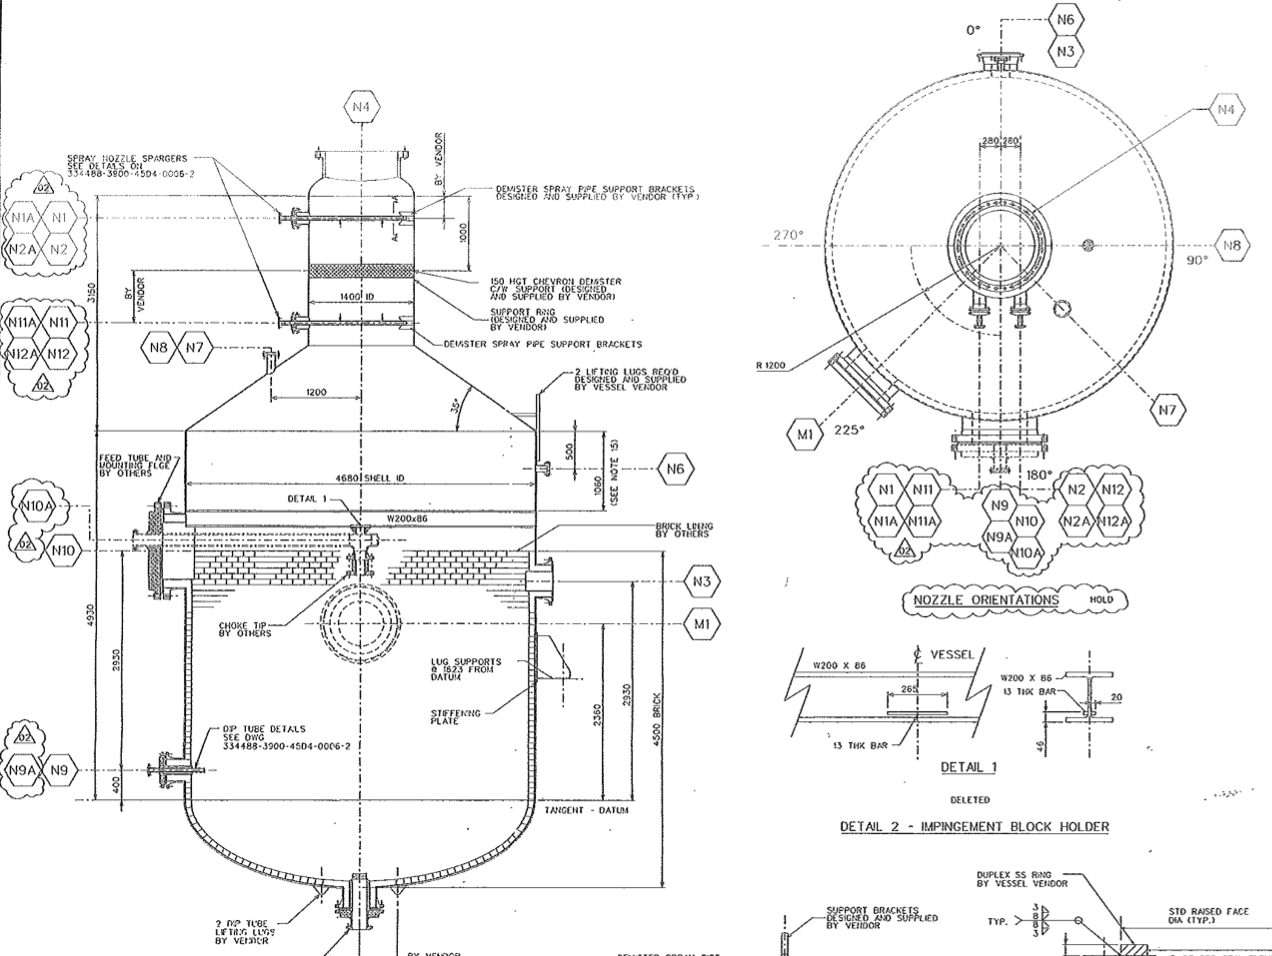 N4
SPRAY NOZZLE SPARGERS
SEE DETAILS ON
334488-3900-45D4-0006-2
02
N1A
N1
N2A
N2
BY VENDOR
DEMISTER SPRAY PIPE SUPPORT BRACKETS
DESIGNED AND SUPPLIED BY VENDOR (TYP.)
A
A
1000
3150
BY
VENDOR
150 HGT CHEVRON DEMISTER
C/W SUPPORT (DESIGNED
AND SUPPLIED BY VENDOR)
1400 ID
SUPPORT RING
(DESIGNED AND SUPPLIED
BY VENDOR)
N11A
N11
N12A
N12
02
DEMISTER SPRAY PIPE SUPPORT BRACKETS
N8
N7
2 LIFTING LUGS REQ'D
DESIGNED AND SUPPLIED
BY VESSEL VENDOR
1200
35°
500
1060
(SEE NOTE 15)
N6
FEED TUBE AND
MOUNTING FLGE
BY OTHERS
4680 SHELL ID
DETAIL 1
W200x86
N10A
02
N10
BRICK LINING
BY OTHERS
N3
CHOKE TIP
BY OTHERS
M1
4930
2930
LUG SUPPORTS
@ 1623 FROM
DATUM
STIFFENING
PLATE
2360
2930
4500 BRICK
02
N9A
N9
DIP TUBE DETAILS
SEE DWG
334488-3900-45D4-0006-2
400
TANGENT - DATUM
2 DIP TUBE
LIFTING LUGS
BY VENDOR
BY VENDOR
DEMISTER SPRAY PIPE
0°
N6
N3
N4
280
280
270°
N8
90°
R 1200
N7
M1
225°
180°
N1
N11
N1A
N11A
02
N9
N10
N9A
N10A
N2
N12
N2A
N12A
NOZZLE ORIENTATIONS
HOLD
℄ VESSEL
W200 X 86
265
13 THK BAR
W200 X 86
13 THK BAR
20
46
DETAIL 1
DELETED
DETAIL 2 - IMPINGEMENT BLOCK HOLDER
DUPLEX SS RING
BY VESSEL VENDOR
SUPPORT BRACKETS
DESIGNED AND SUPPLIED
BY VENDOR
TYP.
3
8
8
3
STD RAISED FACE
DIA (TYP.)